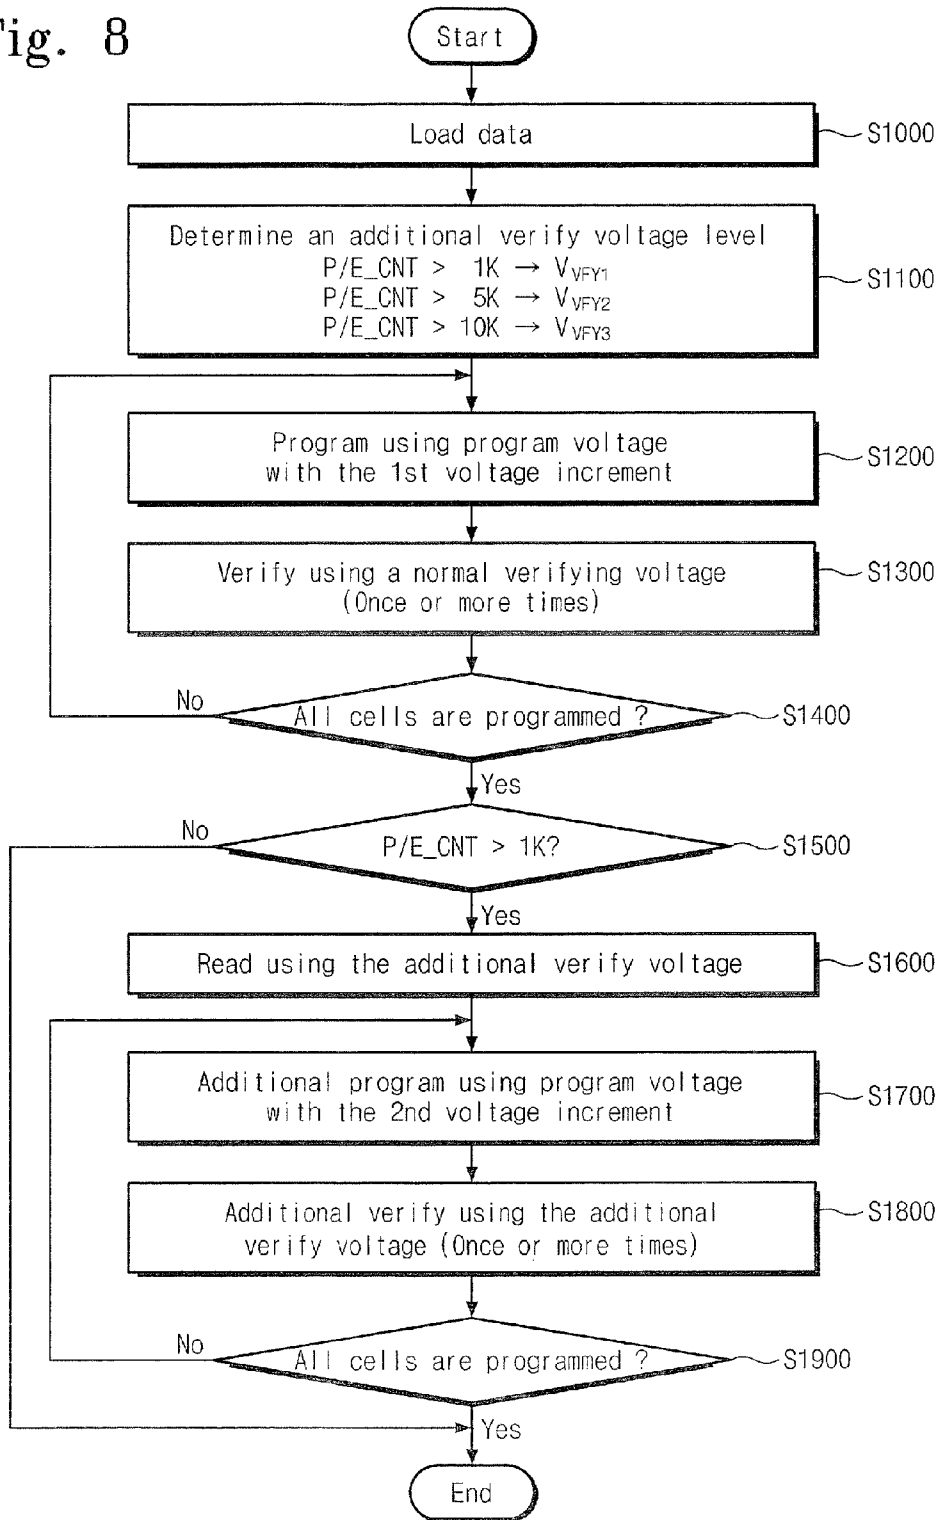 Fig. 8
Start
Load data
S1000
Determine an additional verify voltage level
P/E_CNT > 1K → VVFY1
P/E_CNT > 5K → VVFY2
P/E_CNT > 10K → VVFY3
S1100
Program using program voltage
with the 1st voltage increment
S1200
Verify using a normal verifying voltage
(Once or more times)
S1300
No
All cells are programmed ?
S1400
Yes
No
P/E_CNT > 1K?
S1500
Yes
Read using the additional verify voltage
S1600
Additional program using program voltage
with the 2nd voltage increment
S1700
Additional verify using the additional
verify voltage (Once or more times)
S1800
No
All cells are programmed ?
S1900
Yes
End